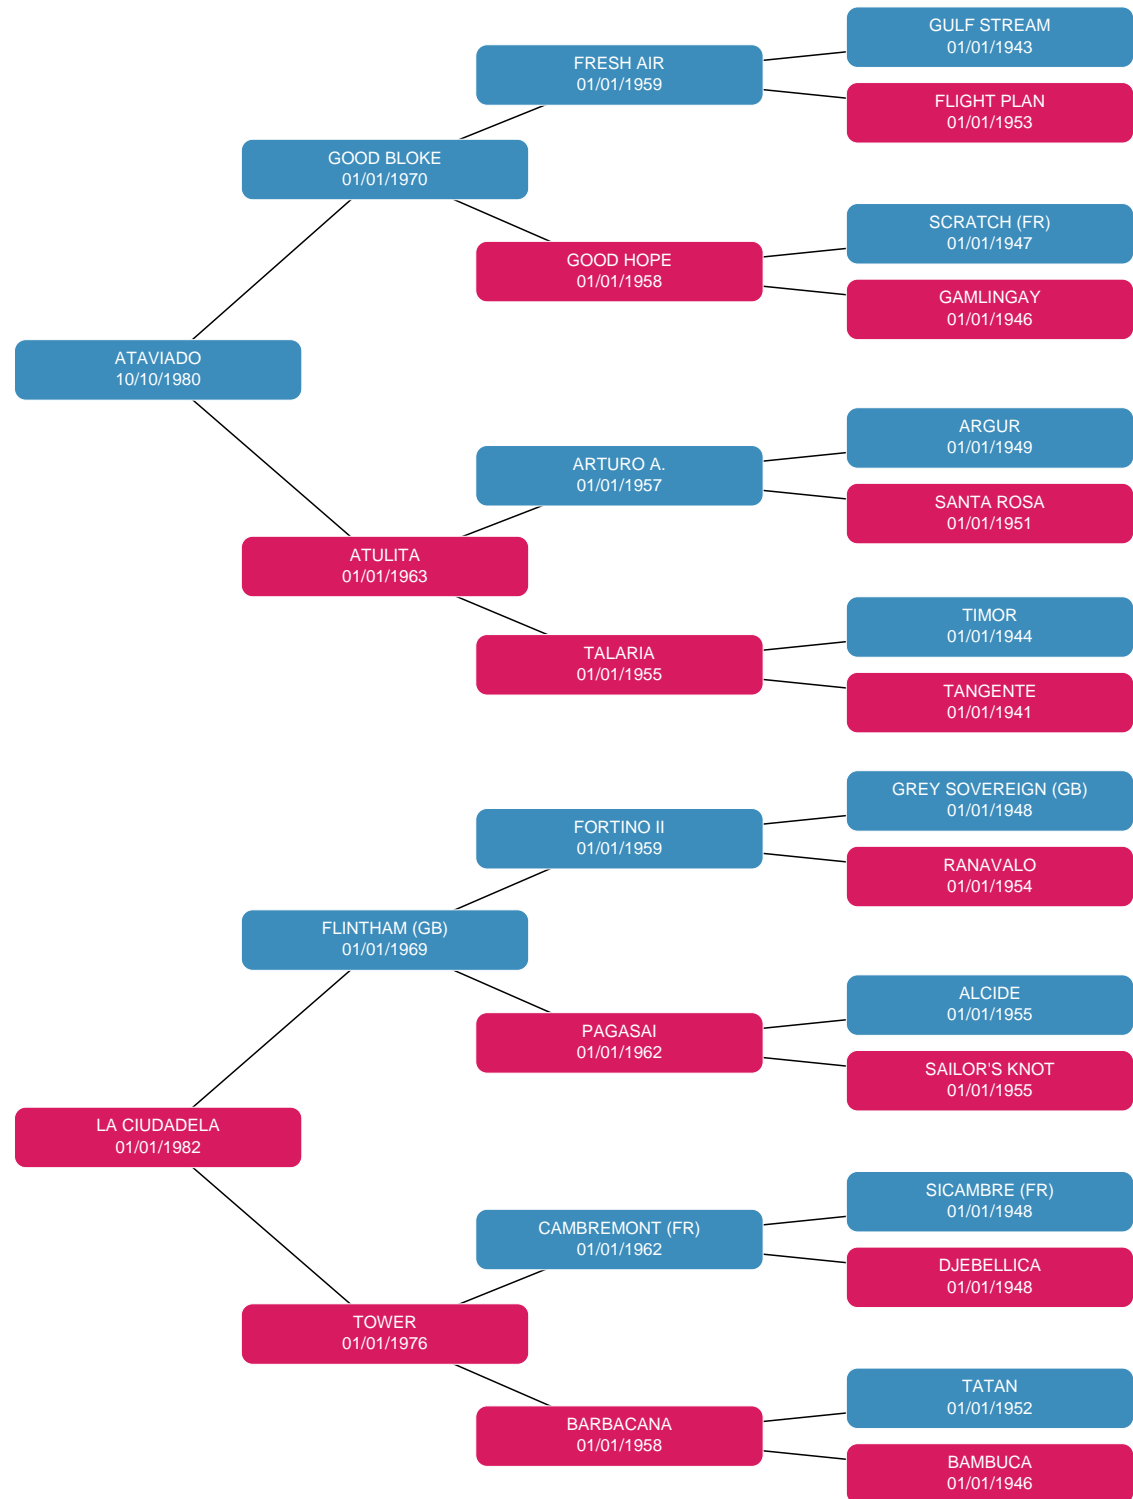 GULF STREAM
01/01/1943
FRESH AIR
01/01/1959
FLIGHT PLAN
01/01/1953
GOOD BLOKE
01/01/1970
SCRATCH (FR)
01/01/1947
GOOD HOPE
01/01/1958
GAMLINGAY
01/01/1946
ATAVIADO
10/10/1980
ARGUR
01/01/1949
ARTURO A.
01/01/1957
SANTA ROSA
01/01/1951
ATULITA
01/01/1963
TIMOR
01/01/1944
TALARIA
01/01/1955
TANGENTE
01/01/1941
GREY SOVEREIGN (GB)
01/01/1948
FORTINO II
01/01/1959
RANAVALO
01/01/1954
FLINTHAM (GB)
01/01/1969
ALCIDE
01/01/1955
PAGASAI
01/01/1962
SAILOR'S KNOT
01/01/1955
LA CIUDADELA
01/01/1982
SICAMBRE (FR)
01/01/1948
CAMBREMONT (FR)
01/01/1962
DJEBELLICA
01/01/1948
TOWER
01/01/1976
TATAN
01/01/1952
BARBACANA
01/01/1958
BAMBUCA
01/01/1946